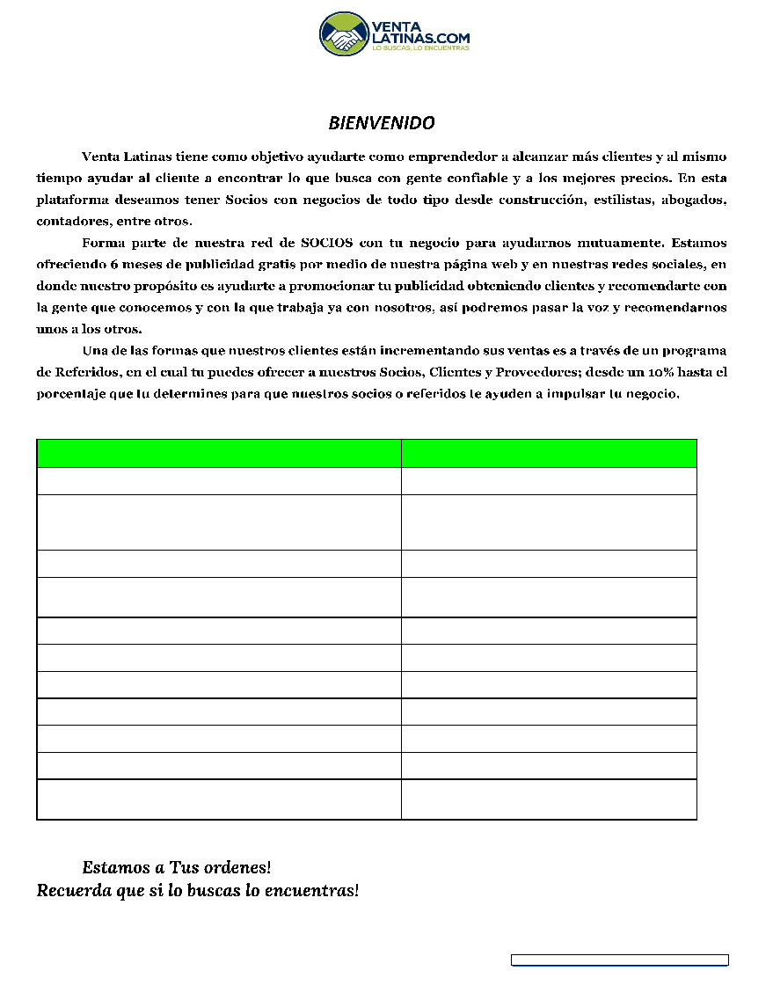 VENTA
LATINAS.COM
LO BUSCAS, LO ENCUENTRAS
BIENVENIDO
Venta Latinas tiene como objetivo ayudarte como emprendedor a alcanzar más clientes y al mismo
tiempo ayudar al cliente a encontrar lo que busca con gente confiable y a los mejores precios. En esta
plataforma deseamos tener Socios con negocios de todo tipo desde construcción, estilistas, abogados,
contadores, entre otros.
Forma parte de nuestra red de SOCIOS con tu negocio para ayudarnos mutuamente. Estamos
ofreciendo 6 meses de publicidad gratis por medio de nuestra página web y en nuestras redes sociales, en
donde nuestro propósito es ayudarte a promocionar tu publicidad obteniendo clientes y recomendarte con
la gente que conocemos y con la que trabaja ya con nosotros, así podremos pasar la voz y recomendarnos
unos a los otros.
Una de las formas que nuestros clientes están incrementando sus ventas es a través de un programa
de Referidos, en el cual tu puedes ofrecer a nuestros Socios, Clientes y Proveedores; desde un 10% hasta el
porcentaje que tu determines para que nuestros socios o referidos te ayuden a impulsar tu negocio.
Estamos a Tus ordenes!
Recuerda que si lo buscas lo encuentras!